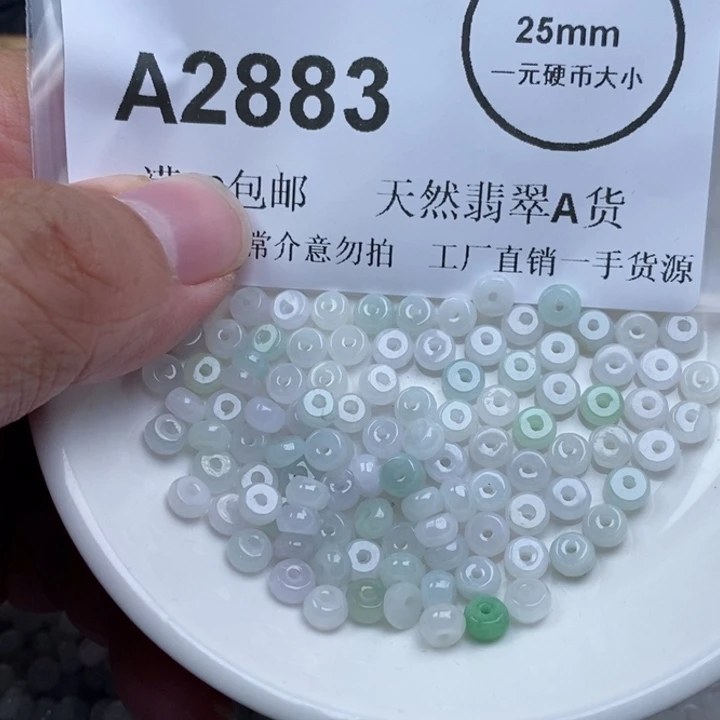 25mm
一元硬币大小
A2883
包邮 天然翡翠A货
常介意勿拍 工厂直销一手货源